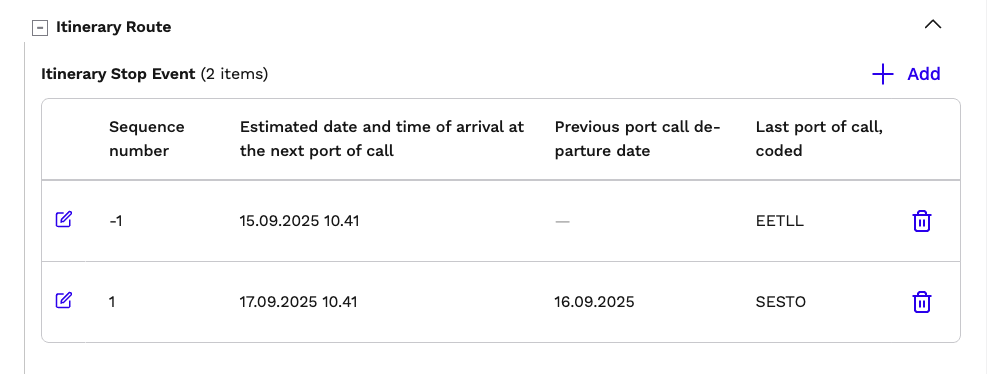 Itinerary Route
Itinerary Stop Event (2 items)
Add
Sequence number
Estimated date and time of arrival at the next port of call
Previous port call de-
parture date
Last port of call, coded
-1
15.09.2025 10.41
—
EETLL
1
17.09.2025 10.41
16.09.2025
SESTO